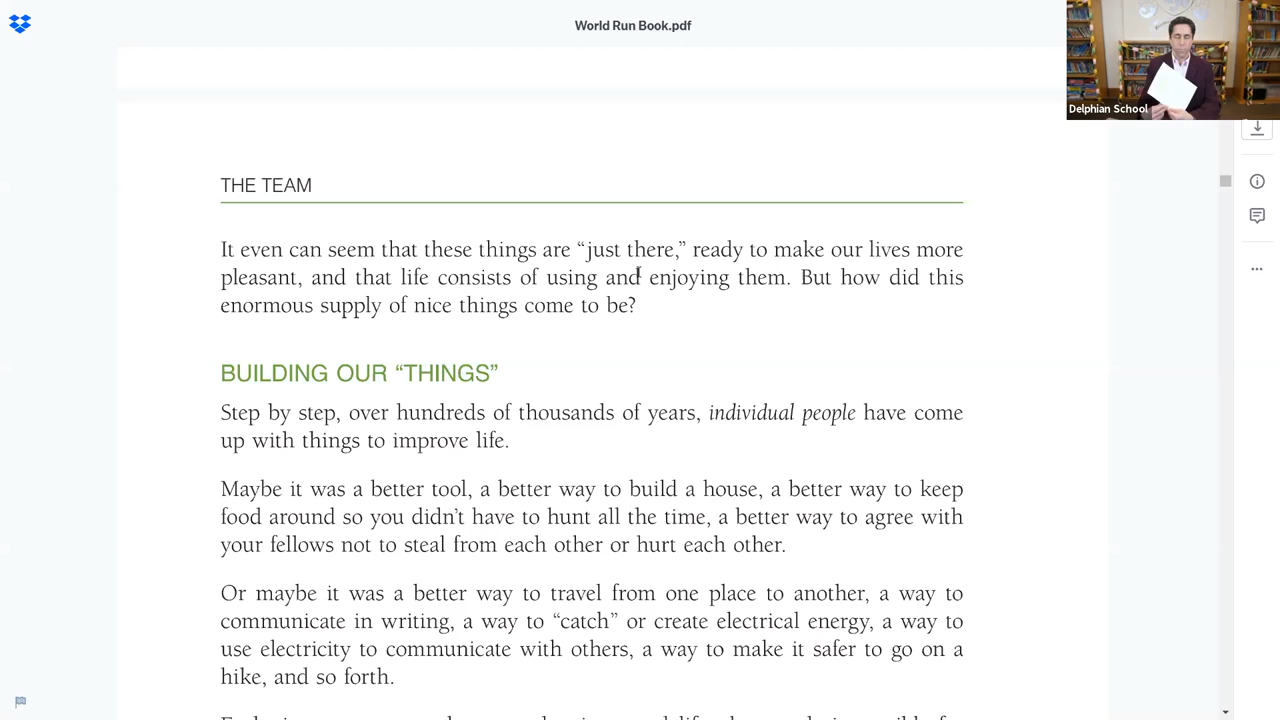 World Run Book.pdf
Delphian School
THE TEAM
It even can seem that these things are “just there,” ready to make our lives more
pleasant, and that life consists of using and enjoying them. But how did this
enormous supply of nice things come to be?
BUILDING OUR “THINGS”
Step by step, over hundreds of thousands of years, individual people have come
up with things to improve life.
Maybe it was a better tool, a better way to build a house, a better way to keep
food around so you didn’t have to hunt all the time, a better way to agree with
your fellows not to steal from each other or hurt each other.
Or maybe it was a better way to travel from one place to another, a way to
communicate in writing, a way to “catch” or create electrical energy, a way to
use electricity to communicate with others, a way to make it safer to go on a
hike, and so forth.